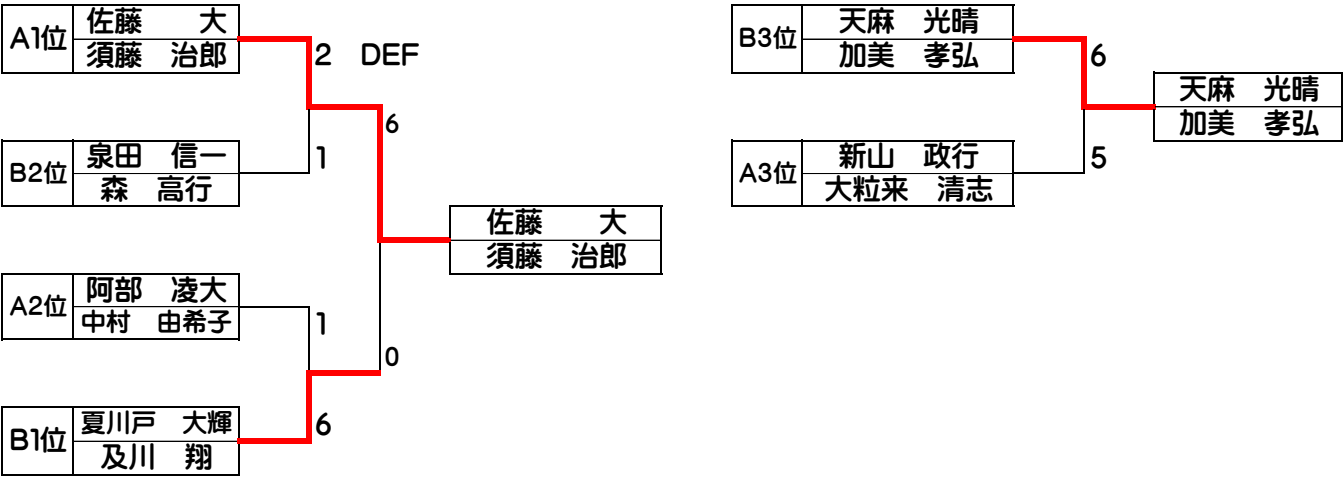 A1位
佐藤　大
須藤　治郎
2　DEF
6
B2位
泉田　信一
森　高行
1
佐藤　大
須藤　治郎
A2位
阿部　凌大
中村　由希子
1
0
B1位
夏川戸　大輝
及川　翔
6
B3位
天麻　光晴
加美　孝弘
6
天麻　光晴
加美　孝弘
A3位
新山　政行
大粒来　清志
5